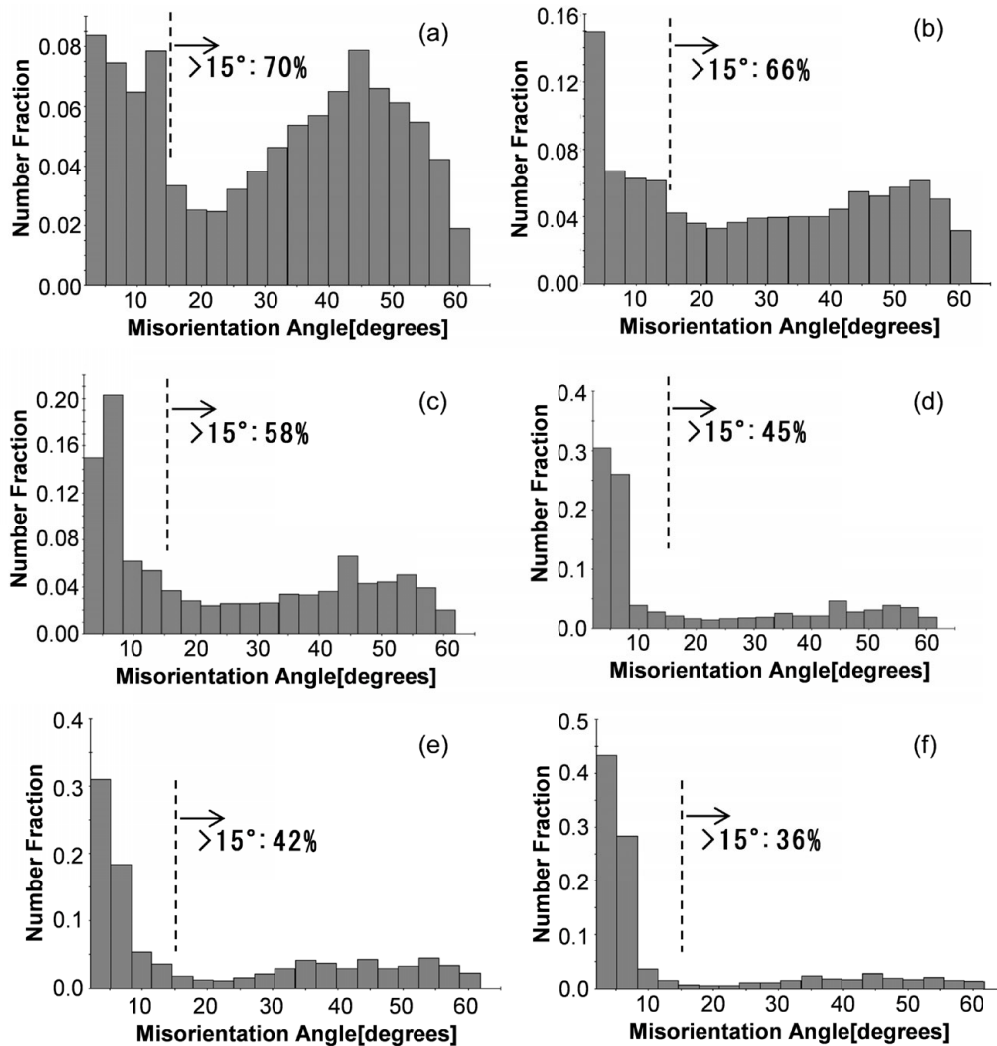 (a)
0.08
0.06
0.04
0.02
0.00
>15°:70%
Number Fraction
10 20 30 40 50 60
Misorientation Angle[degrees]
(b)
0.16
0.12
0.08
0.04
0.00
>15°:66%
Number Fraction
10 20 30 40 50 60
Misorientation Angle[degrees]
(c)
0.20
0.16
0.12
0.08
0.04
0.00
>15°:58%
Number Fraction
10 20 30 40 50 60
Misorientation Angle[degrees]
(d)
0.4
0.3
0.2
0.1
0.0
>15°:45%
Number Fraction
10 20 30 40 50 60
Misorientation Angle[degrees]
(e)
0.4
0.3
0.2
0.1
0.0
>15°:42%
Number Fraction
10 20 30 40 50 60
Misorientation Angle[degrees]
(f)
0.5
0.4
0.3
0.2
0.1
0.0
>15°:36%
Number Fraction
10 20 30 40 50 60
Misorientation Angle[degrees]